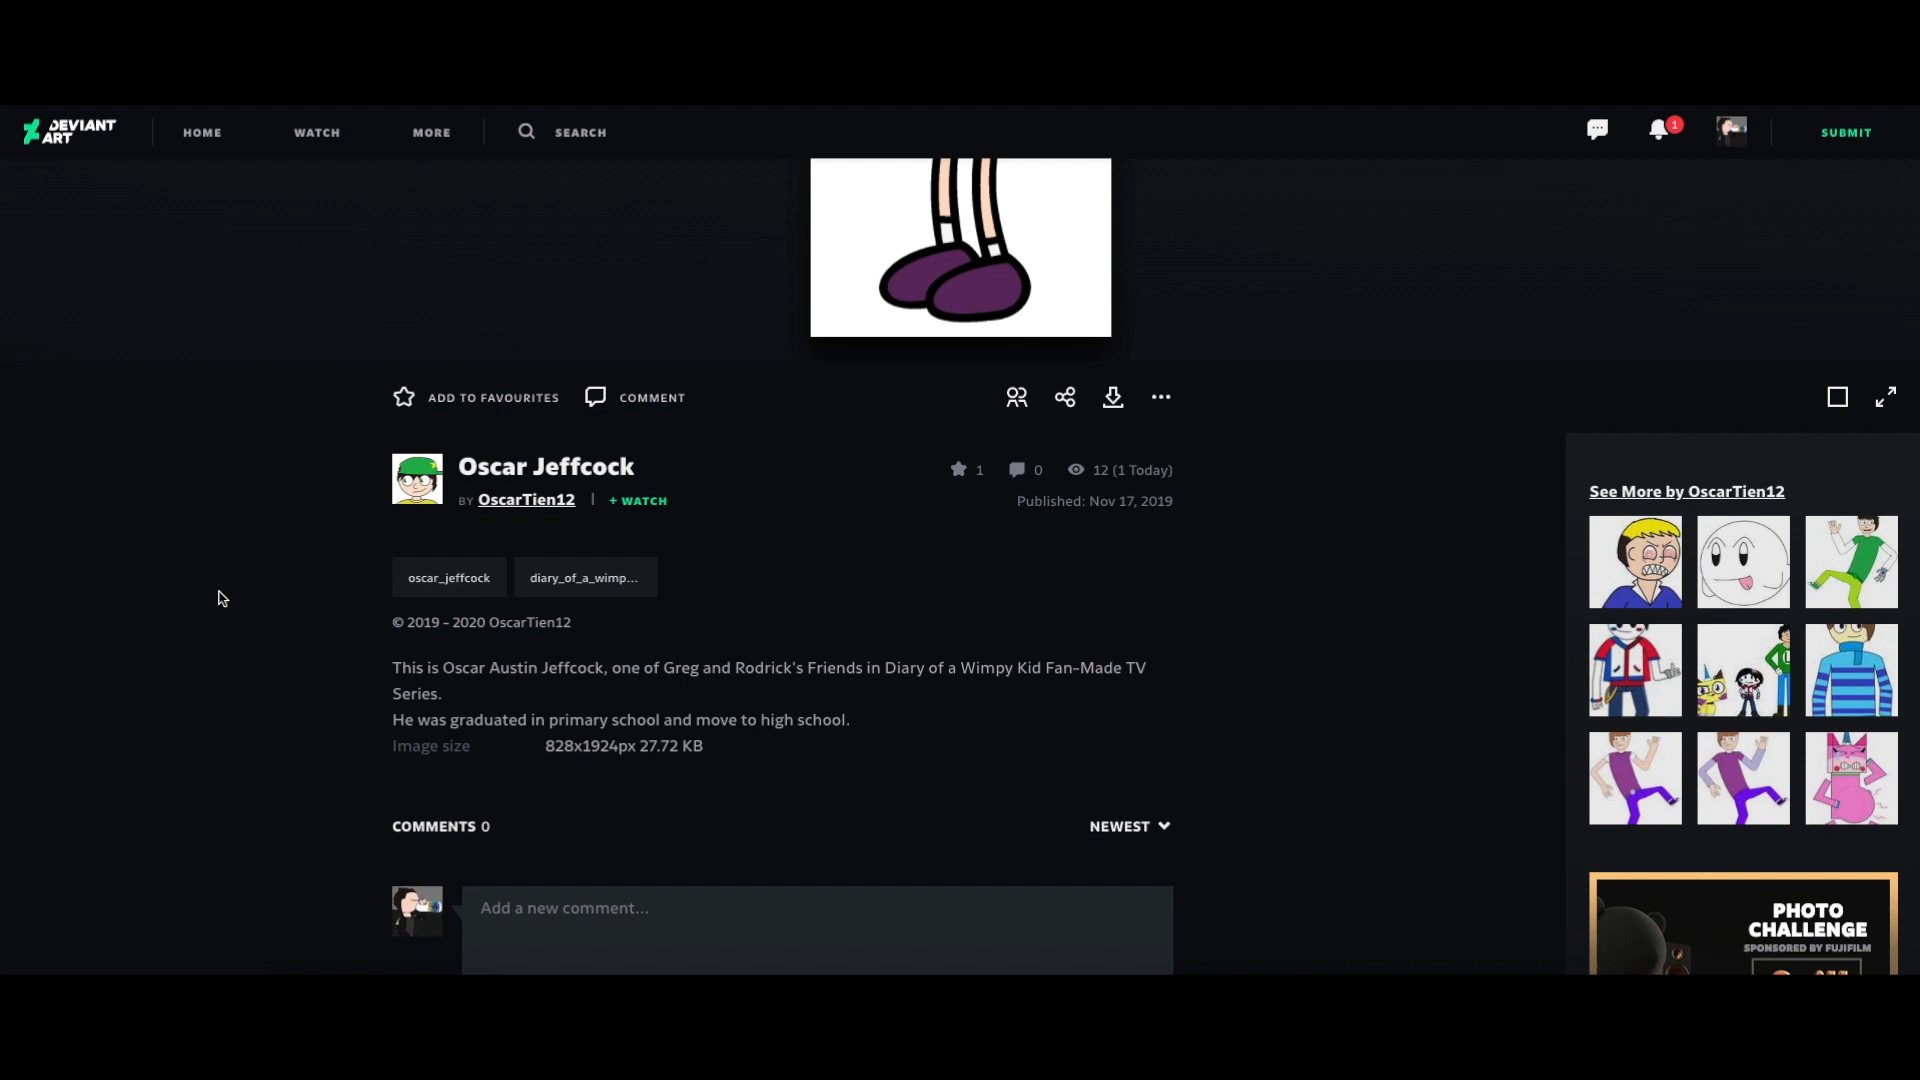 DEVIANT
ART
HOME
WATCH
MORE
SEARCH
1
SUBMIT
ADD TO FAVOURITES
COMMENT
Oscar Jeffcock
BY OscarTien12 | + WATCH
1
0
12 (1 Today)
Published: Nov 17, 2019
See More by OscarTien12
oscar_jeffcock
diary_of_a_wimp...
© 2019 - 2020 OscarTien12
This is Oscar Austin Jeffcock, one of Greg and Rodrick's Friends in Diary of a Wimpy Kid Fan-Made TV
Series.
He was graduated in primary school and move to high school.
Image size 828x1924px 27.72 KB
COMMENTS 0
NEWEST
Add a new comment...
PHOTO
CHALLENGE
SPONSORED BY FUJIFILM